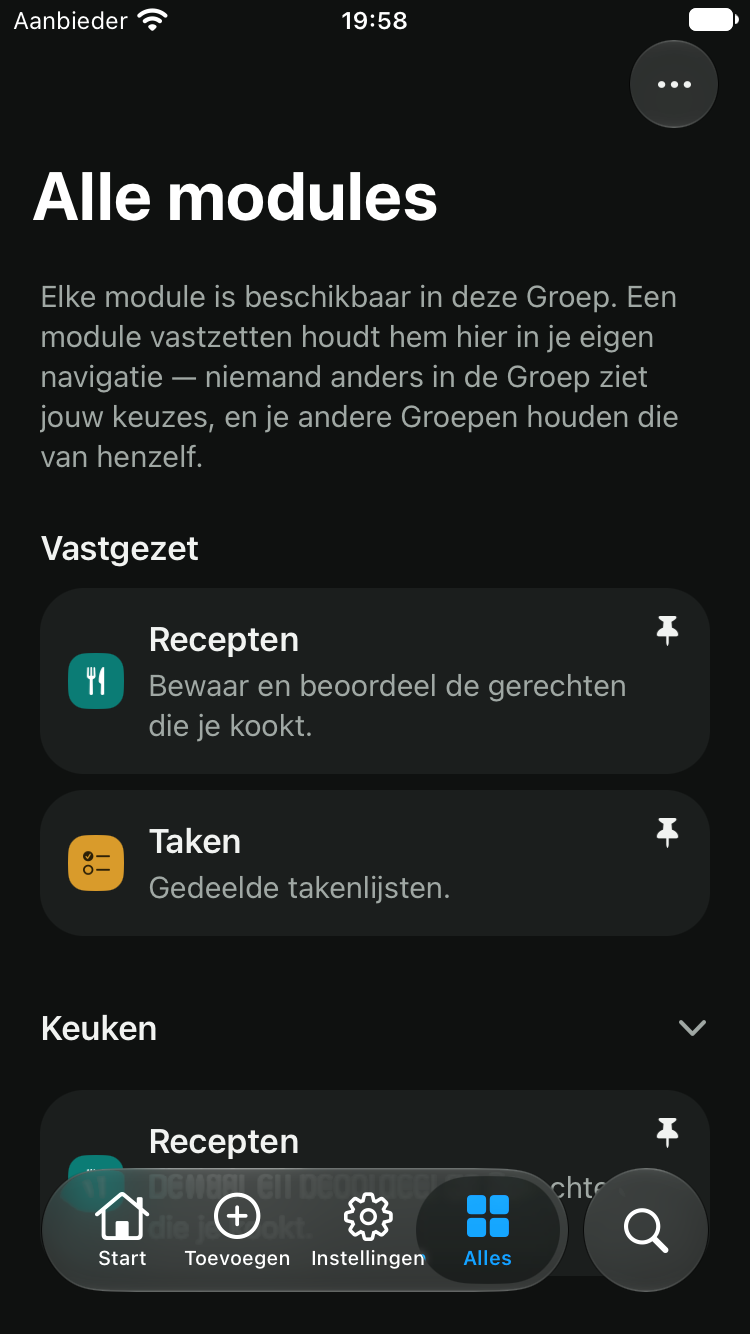 Aanbieder
19:58
Alle modules
Elke module is beschikbaar in deze Groep. Een
module vastzetten houdt hem hier in je eigen
navigatie — niemand anders in de Groep ziet
jouw keuzes, en je andere Groepen houden die
van henzelf.
Vastgezet
Recepten
Bewaar en beoordeel de gerechten
die je kookt.
Taken
Gedeelde takenlijsten.
Keuken
Recepten
die je kookt.
Start
Toevoegen
Instellingen
Alles